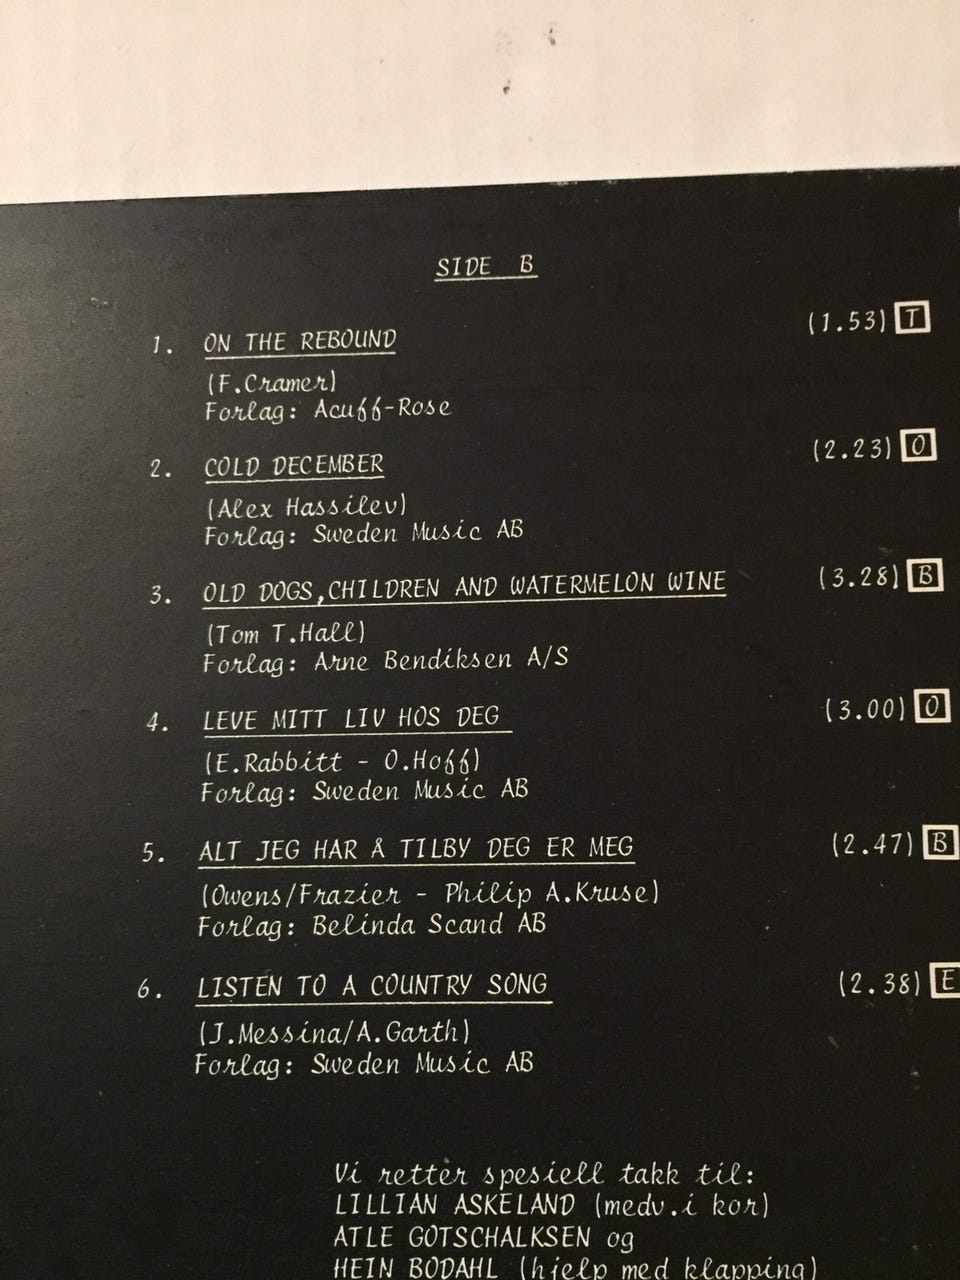 SIDE B
1. ON THE REBOUND (1.53) T
(F.Cramer)
Forlag: Acuff-Rose
2. COLD DECEMBER (2.23) O
(Alex Hassilev)
Forlag: Sweden Music AB
3. OLD DOGS,CHILDREN AND WATERMELON WINE (3.28) B
(Tom T.Hall)
Forlag: Arne Bendiksen A/S
4. LEVE MITT LIV HOS DEG (3.00) O
(E.Rabbitt - O.Hoff)
Forlag: Sweden Music AB
5. ALT JEG HAR Å TILBY DEG ER MEG (2.47) B
(Owens/Frazier - Philip A.Kruse)
Forlag: Belinda Scand AB
6. LISTEN TO A COUNTRY SONG (2.38) E
(J.Messina/A.Garth)
Forlag: Sweden Music AB
Vi retter spesiell takk til:
LILLIAN ASKELAND (medv.i kor)
ATLE GOTSCHALKSEN og
HEIN BODAHL (hjelp med klapping)